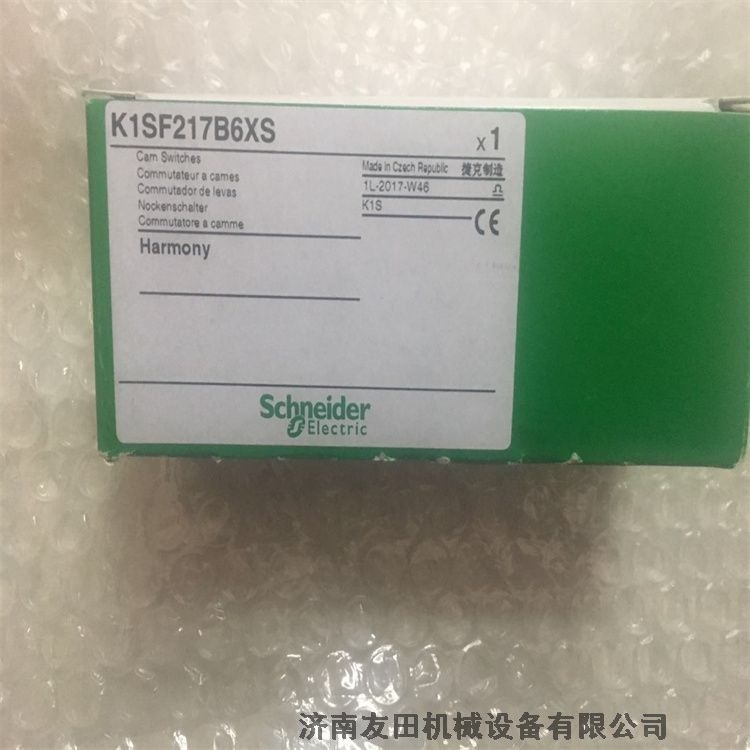 K1SF217B6XS
x 1
Cam Switches
Commutateur a cames
Commutador de levas
Nockenschalter
Commutatore a camme
Made in Czech Republic 捷克制造
1L-2017-W46
K1S
CE
Harmony
Schneider
Electric
济南友田机械设备有限公司